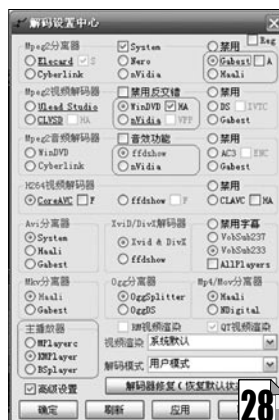 解码设置中心
Mpeg2分离器 System 禁用 Reg
Elecard S Nero Gabest A
Cyberlink nVidia Haali
Mpeg2视频解码器 禁用反交错 禁用
Ulead Studio WinDVD HA DS IVTC
CLVSD HA nVidia VPP Gabest
Mpeg2音频解码器 音效功能 禁用
WinDVD ffdshow AC3 ENC
Cyberlink nVidia Gabest
H264视频解码器 禁用
CoreAVC F ffdshow F CLAVC HA
Avi分离器 XviD/DivX解码器 禁用字幕
System Xvid & DivX VobSub237
Haali ffdshow VobSub233
Gabest AllPlayers
Mkv分离器 Ogg分离器 Mp4/Mov分离器
Haali OggSplitter Haali
Gabest OggDS NDigital
主播放器 RM视频渲染 QT视频渲染
MPlayerc 视频渲染 系统默认
KMPlayer 解码模式 用户模式
BSplayer
高级设置 解码器修复(恢复默认状
确定 刷新 应用
28